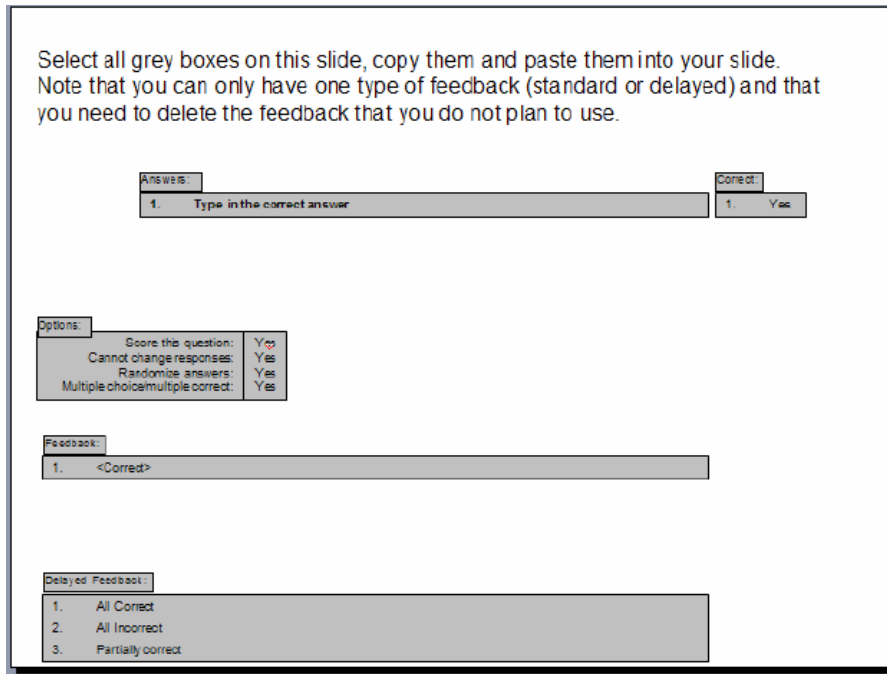 Select all grey boxes on this slide, copy them and paste them into your slide.
Note that you can only have one type of feedback (standard or delayed) and that
you need to delete the feedback that you do not plan to use.
Answers: Correct:
1. Type in the correct answer 1. Yes
Options:
Score this question: Yes
Cannot change responses: Yes
Randomize answers: Yes
Multiple choice/multiple correct: Yes
Feedback:
1. <Correct>
Delayed Feedback:
1. All Correct
2. All Incorrect
3. Partially correct